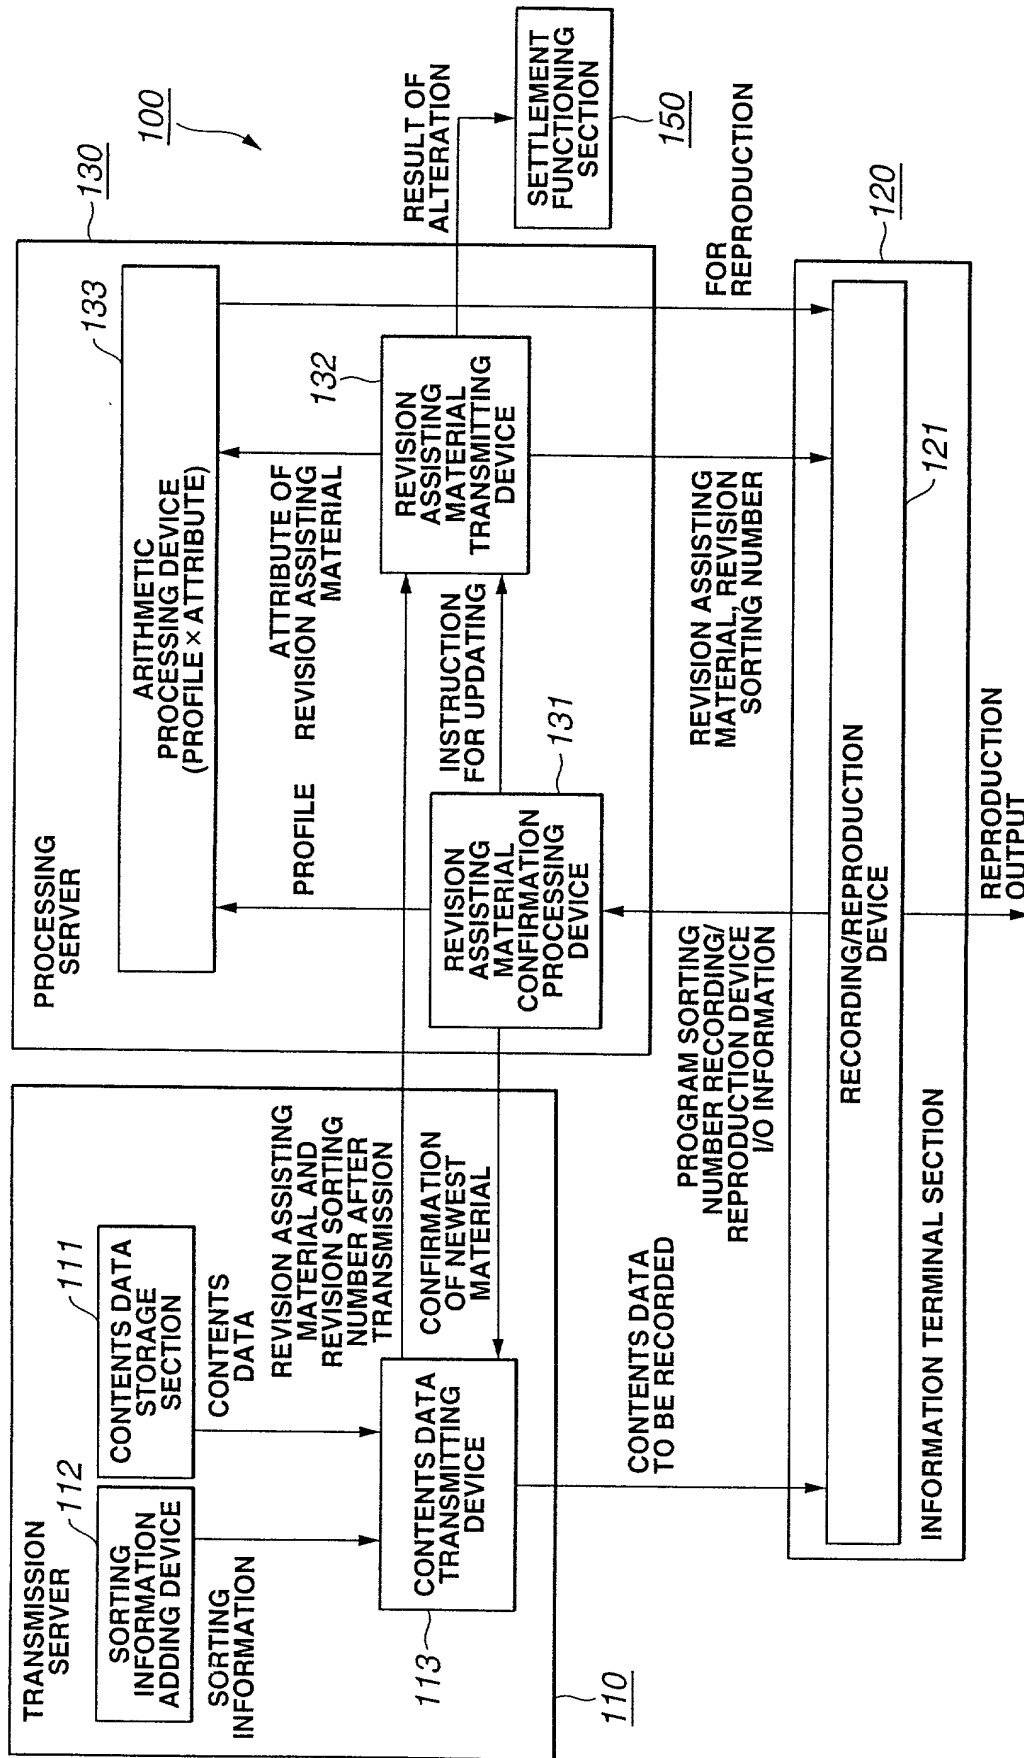 100
TRANSMISSION
SERVER
112
SORTING
INFORMATION
ADDING DEVICE
111
CONTENTS DATA
STORAGE
SECTION
SORTING
INFORMATION
CONTENTS
DATA
113
CONTENTS DATA
TRANSMITTING
DEVICE
110
REVISION ASSISTING
MATERIAL AND
REVISION SORTING
NUMBER AFTER
TRANSMISSION
CONFIRMATION
OF NEWEST
MATERIAL
PROCESSING
SERVER
130
133
ARITHMETIC
PROCESSING DEVICE
(PROFILE × ATTRIBUTE)
PROFILE
ATTRIBUTE OF
REVISION ASSISTING
MATERIAL
132
REVISION
ASSISTING
MATERIAL
TRANSMITTING
DEVICE
INSTRUCTION
FOR UPDATING
131
REVISION
ASSISTING
MATERIAL
CONFIRMATION
PROCESSING
DEVICE
RESULT OF
ALTERATION
SETTLEMENT
FUNCTIONING
SECTION
150
CONTENTS DATA
TO BE RECORDED
PROGRAM SORTING
NUMBER RECORDING/
REPRODUCTION DEVICE
I/O INFORMATION
REVISION ASSISTING
MATERIAL, REVISION
SORTING NUMBER
FOR
REPRODUCTION
120
RECORDING/REPRODUCTION
DEVICE
121
INFORMATION TERMINAL SECTION
REPRODUCTION
OUTPUT